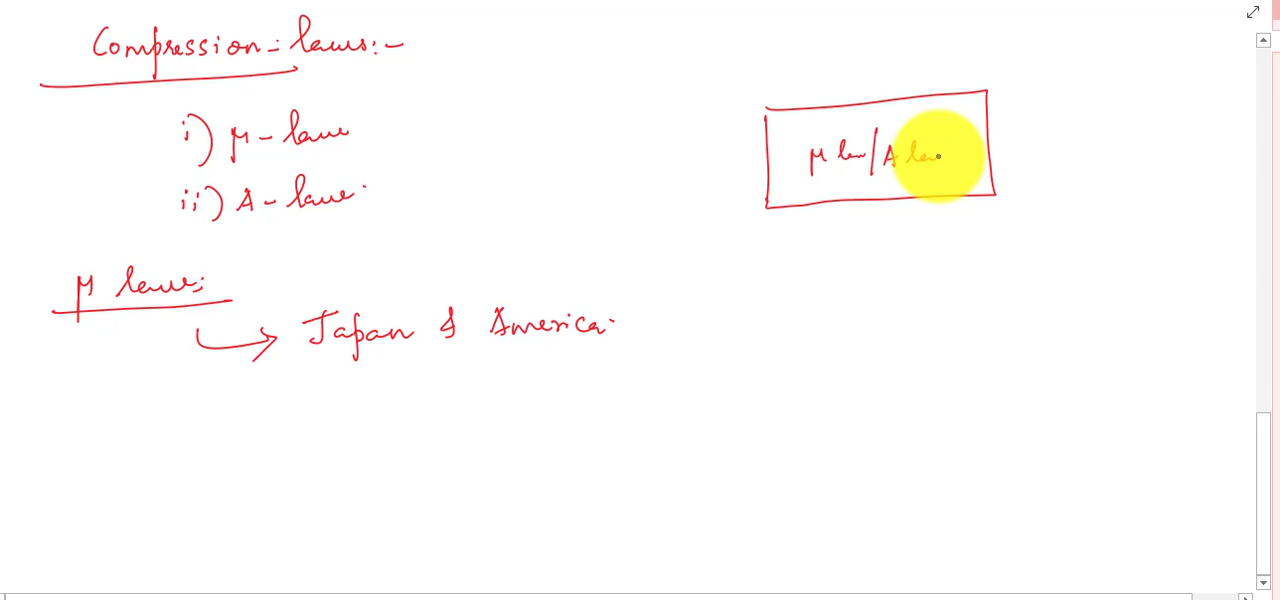 Compression - laws:-
i) μ - law
ii) A - law
μ law / A law
μ law:
Japan & America.